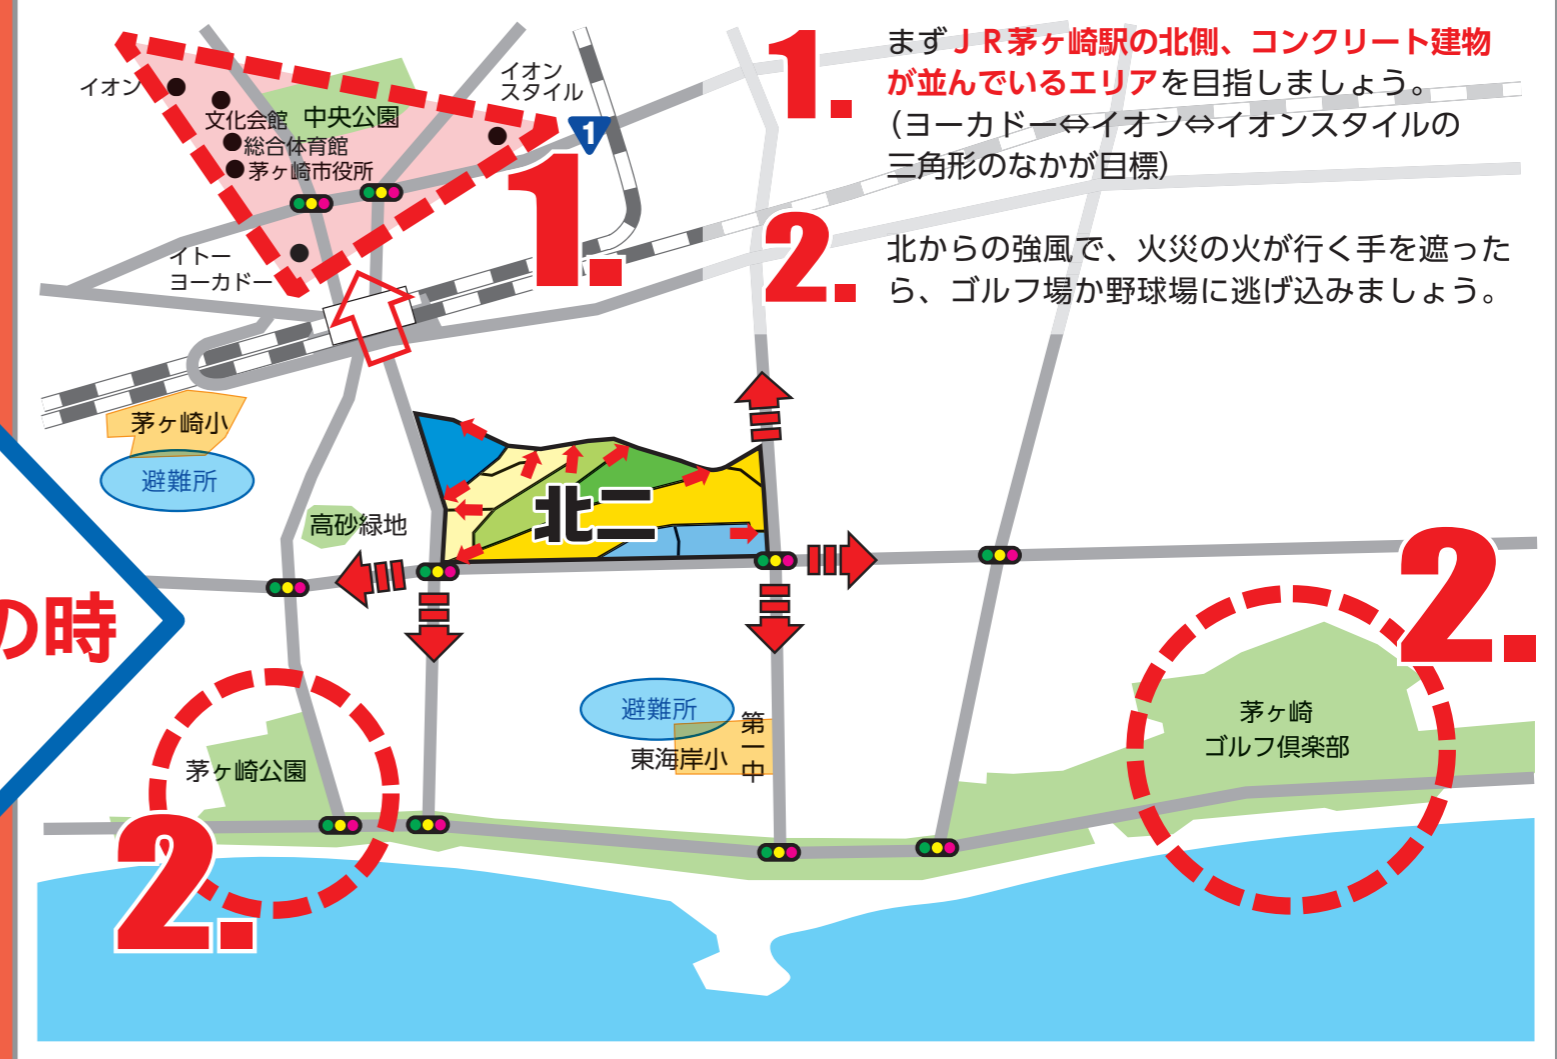 1.
まずＪＲ茅ヶ崎駅の北側、コンクリート建物
が並んでいるエリアを目指しましょう。
（ヨーカドー⇔イオン⇔イオンスタイルの
三角形のなかが目標）
2.
北からの強風で、火災の火が行く手を遮った
ら、ゴルフ場か野球場に逃げ込みましょう。
イオン
イオン
スタイル
文化会館
中央公園
総合体育館
茅ヶ崎市役所
1
1.
イトー
ヨーカドー
茅ヶ崎小
避難所
高砂緑地
北二
の時
2.
避難所
東海岸小
第一中
茅ヶ崎
ゴルフ倶楽部
茅ヶ崎公園
2.